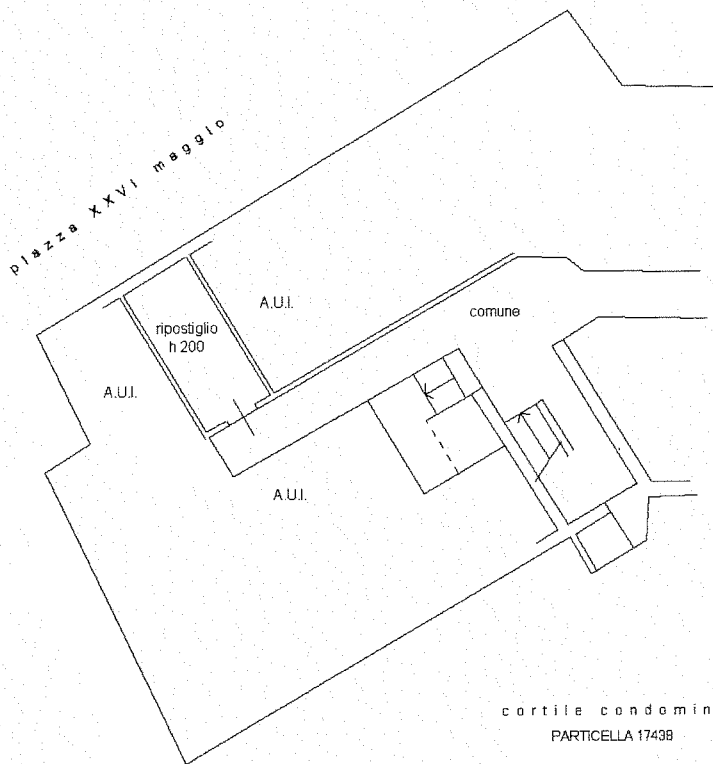 piazza XXVI maggio
A.U.I.
ripostiglio
h 200
comune
A.U.I.
A.U.I.
cortile condomin
PARTICELLA 17438